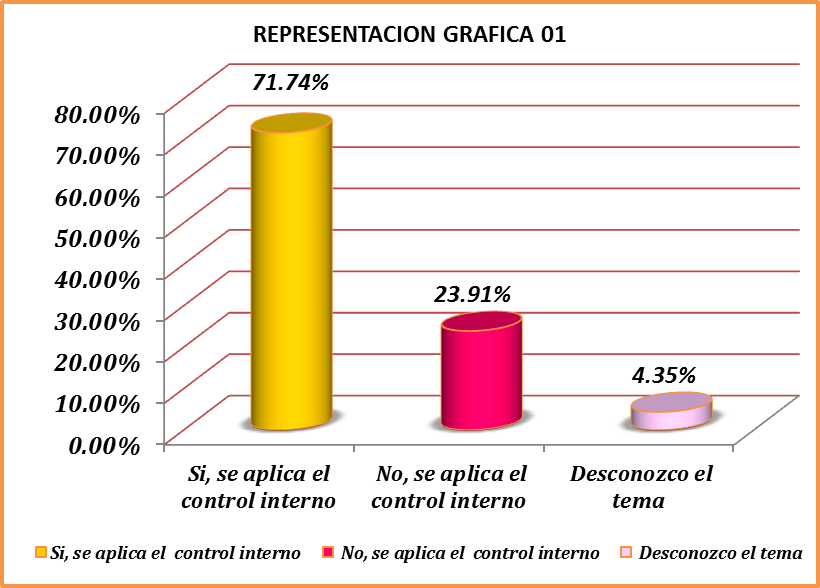 REPRESENTACION GRAFICA 01
71.74%
80.00%
70.00%
60.00%
50.00%
40.00%
30.00%
20.00%
10.00%
0.00%
23.91%
4.35%
Si, se aplica el
control interno
No, se aplica el
control interno
Desconozco el
tema
Si, se aplica el control interno
No, se aplica el control interno
Desconozco el tema